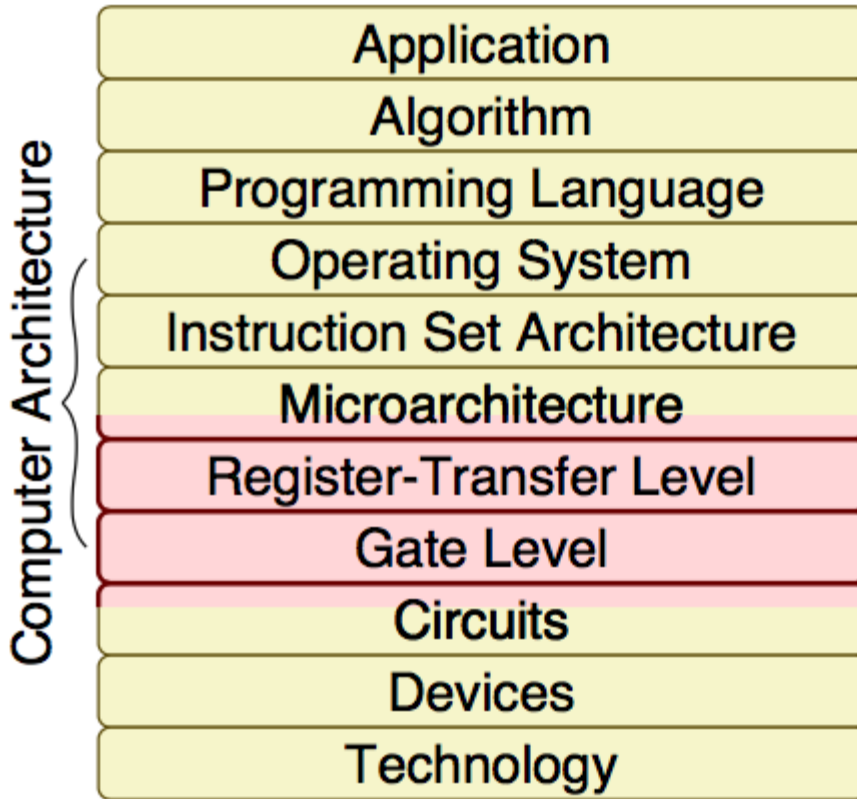 Computer Architecture
Application
Algorithm
Programming Language
Operating System
Instruction Set Architecture
Microarchitecture
Register-Transfer Level
Gate Level
Circuits
Devices
Technology